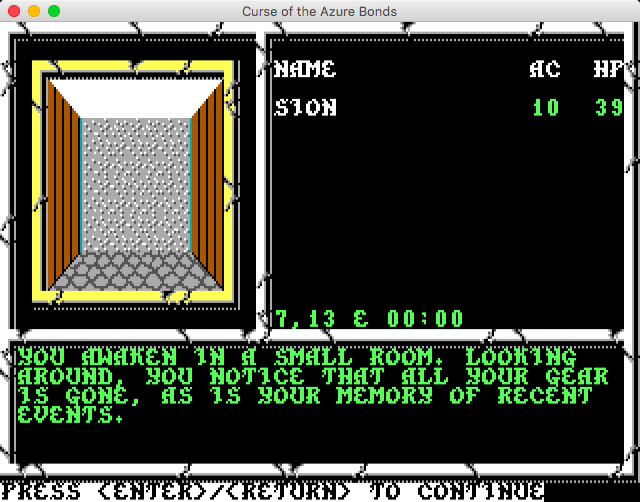 Curse of the Azure Bonds
NAME AC HP
SION 10 39
7,13 E 00:00
YOU AWAKEN IN A SMALL ROOM. LOOKING
AROUND, YOU NOTICE THAT ALL YOUR GEAR
IS GONE, AS IS YOUR MEMORY OF RECENT
EVENTS.
PRESS <ENTER>/<RETURN> TO CONTINUE